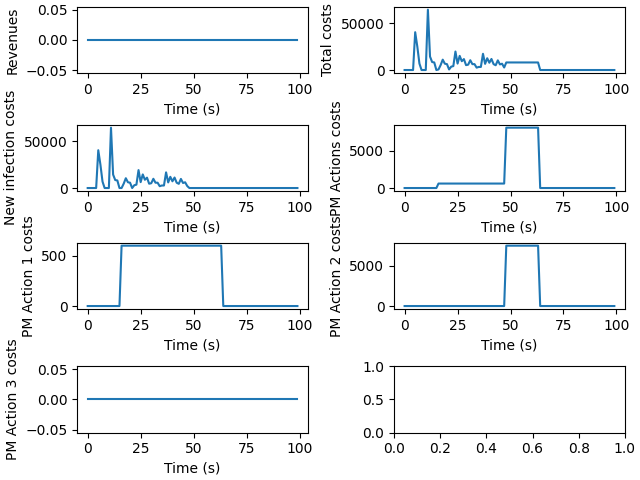 Revenues
0.05
0.00
−0.05
0 25 50 75 100
Time (s)
Total costs
50000
0
0 25 50 75 100
Time (s)
New infection costs
50000
0
0 25 50 75 100
Time (s)
PM Actions costs
5000
0
0 25 50 75 100
Time (s)
PM Action 1 costs
500
0
0 25 50 75 100
Time (s)
PM Action 2 costs
5000
0
0 25 50 75 100
Time (s)
PM Action 3 costs
0.05
0.00
−0.05
0 25 50 75 100
Time (s)
1.0
0.5
0.0
0.0 0.2 0.4 0.6 0.8 1.0